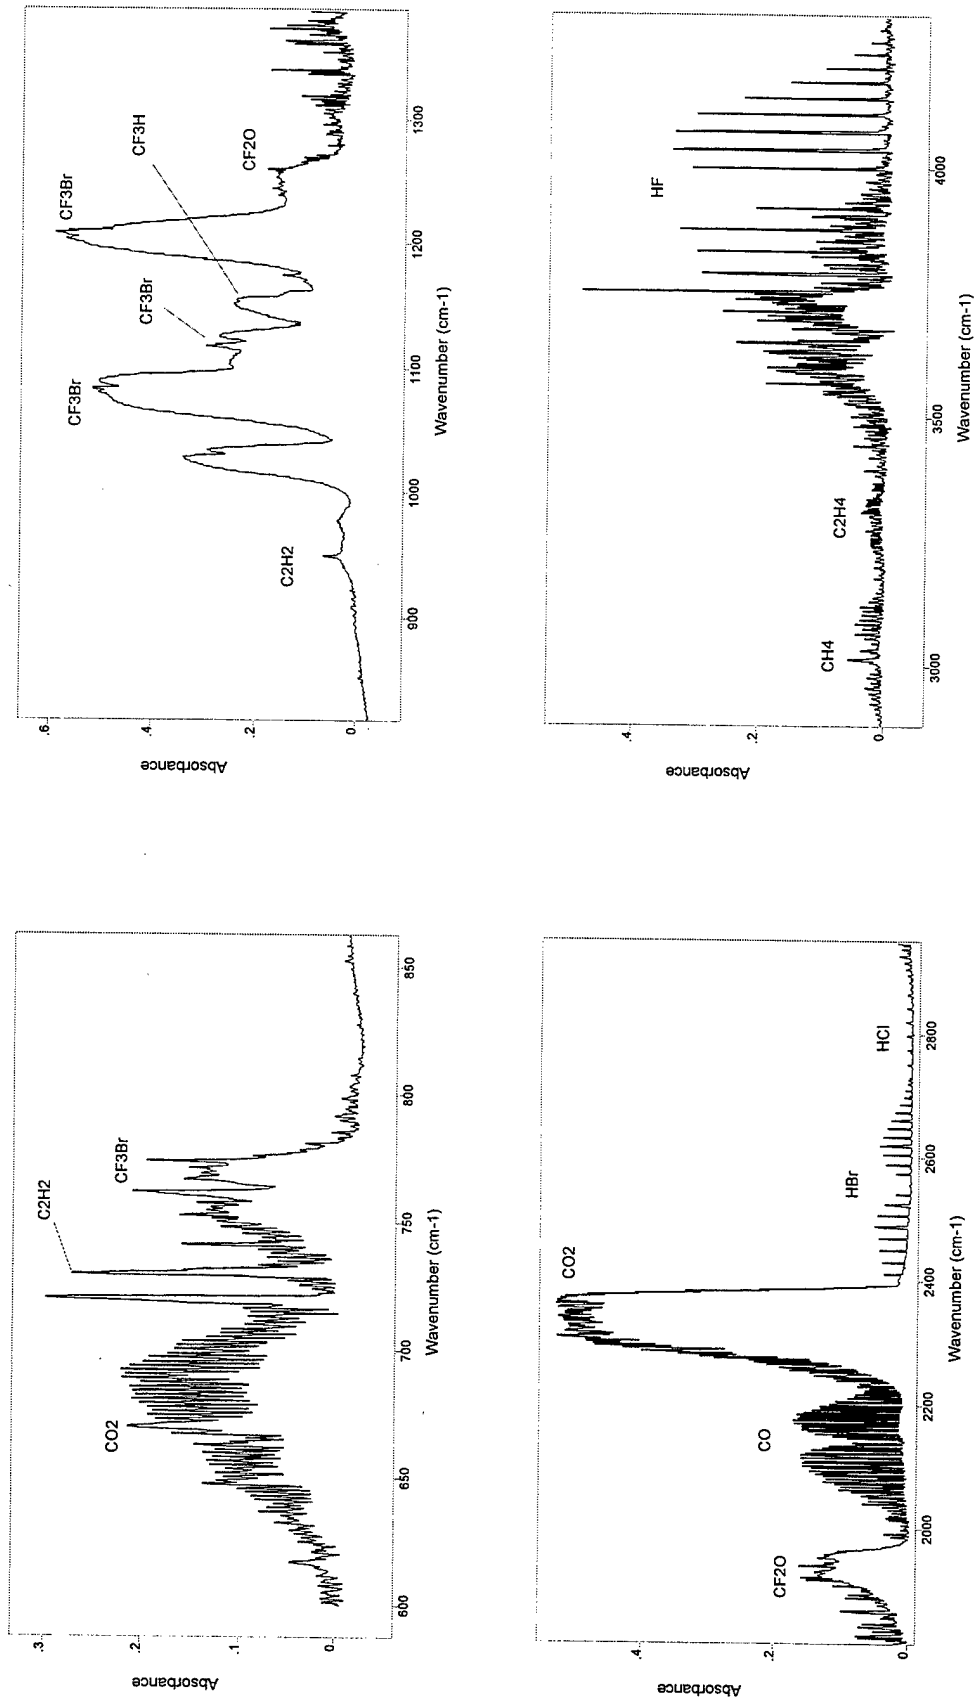 C2H2
CO2
CF3Br
.3
.2
.1
0.
Absorbance
600
650
700
750
800
850
Wavenumber (cm-1)
CF3Br
CF3Br
CF3Br
CF3H
CF2O
C2H2
.6
.4
.2
0.
Absorbance
900
1000
1100
1200
1300
Wavenumber (cm-1)
CO2
CF2O
CO
HBr
HCl
.4
.2
0.
Absorbance
2000
2200
2400
2600
2800
Wavenumber (cm-1)
HF
CH4
C2H4
.4
.2
0.
Absorbance
3000
3500
4000
Wavenumber (cm-1)